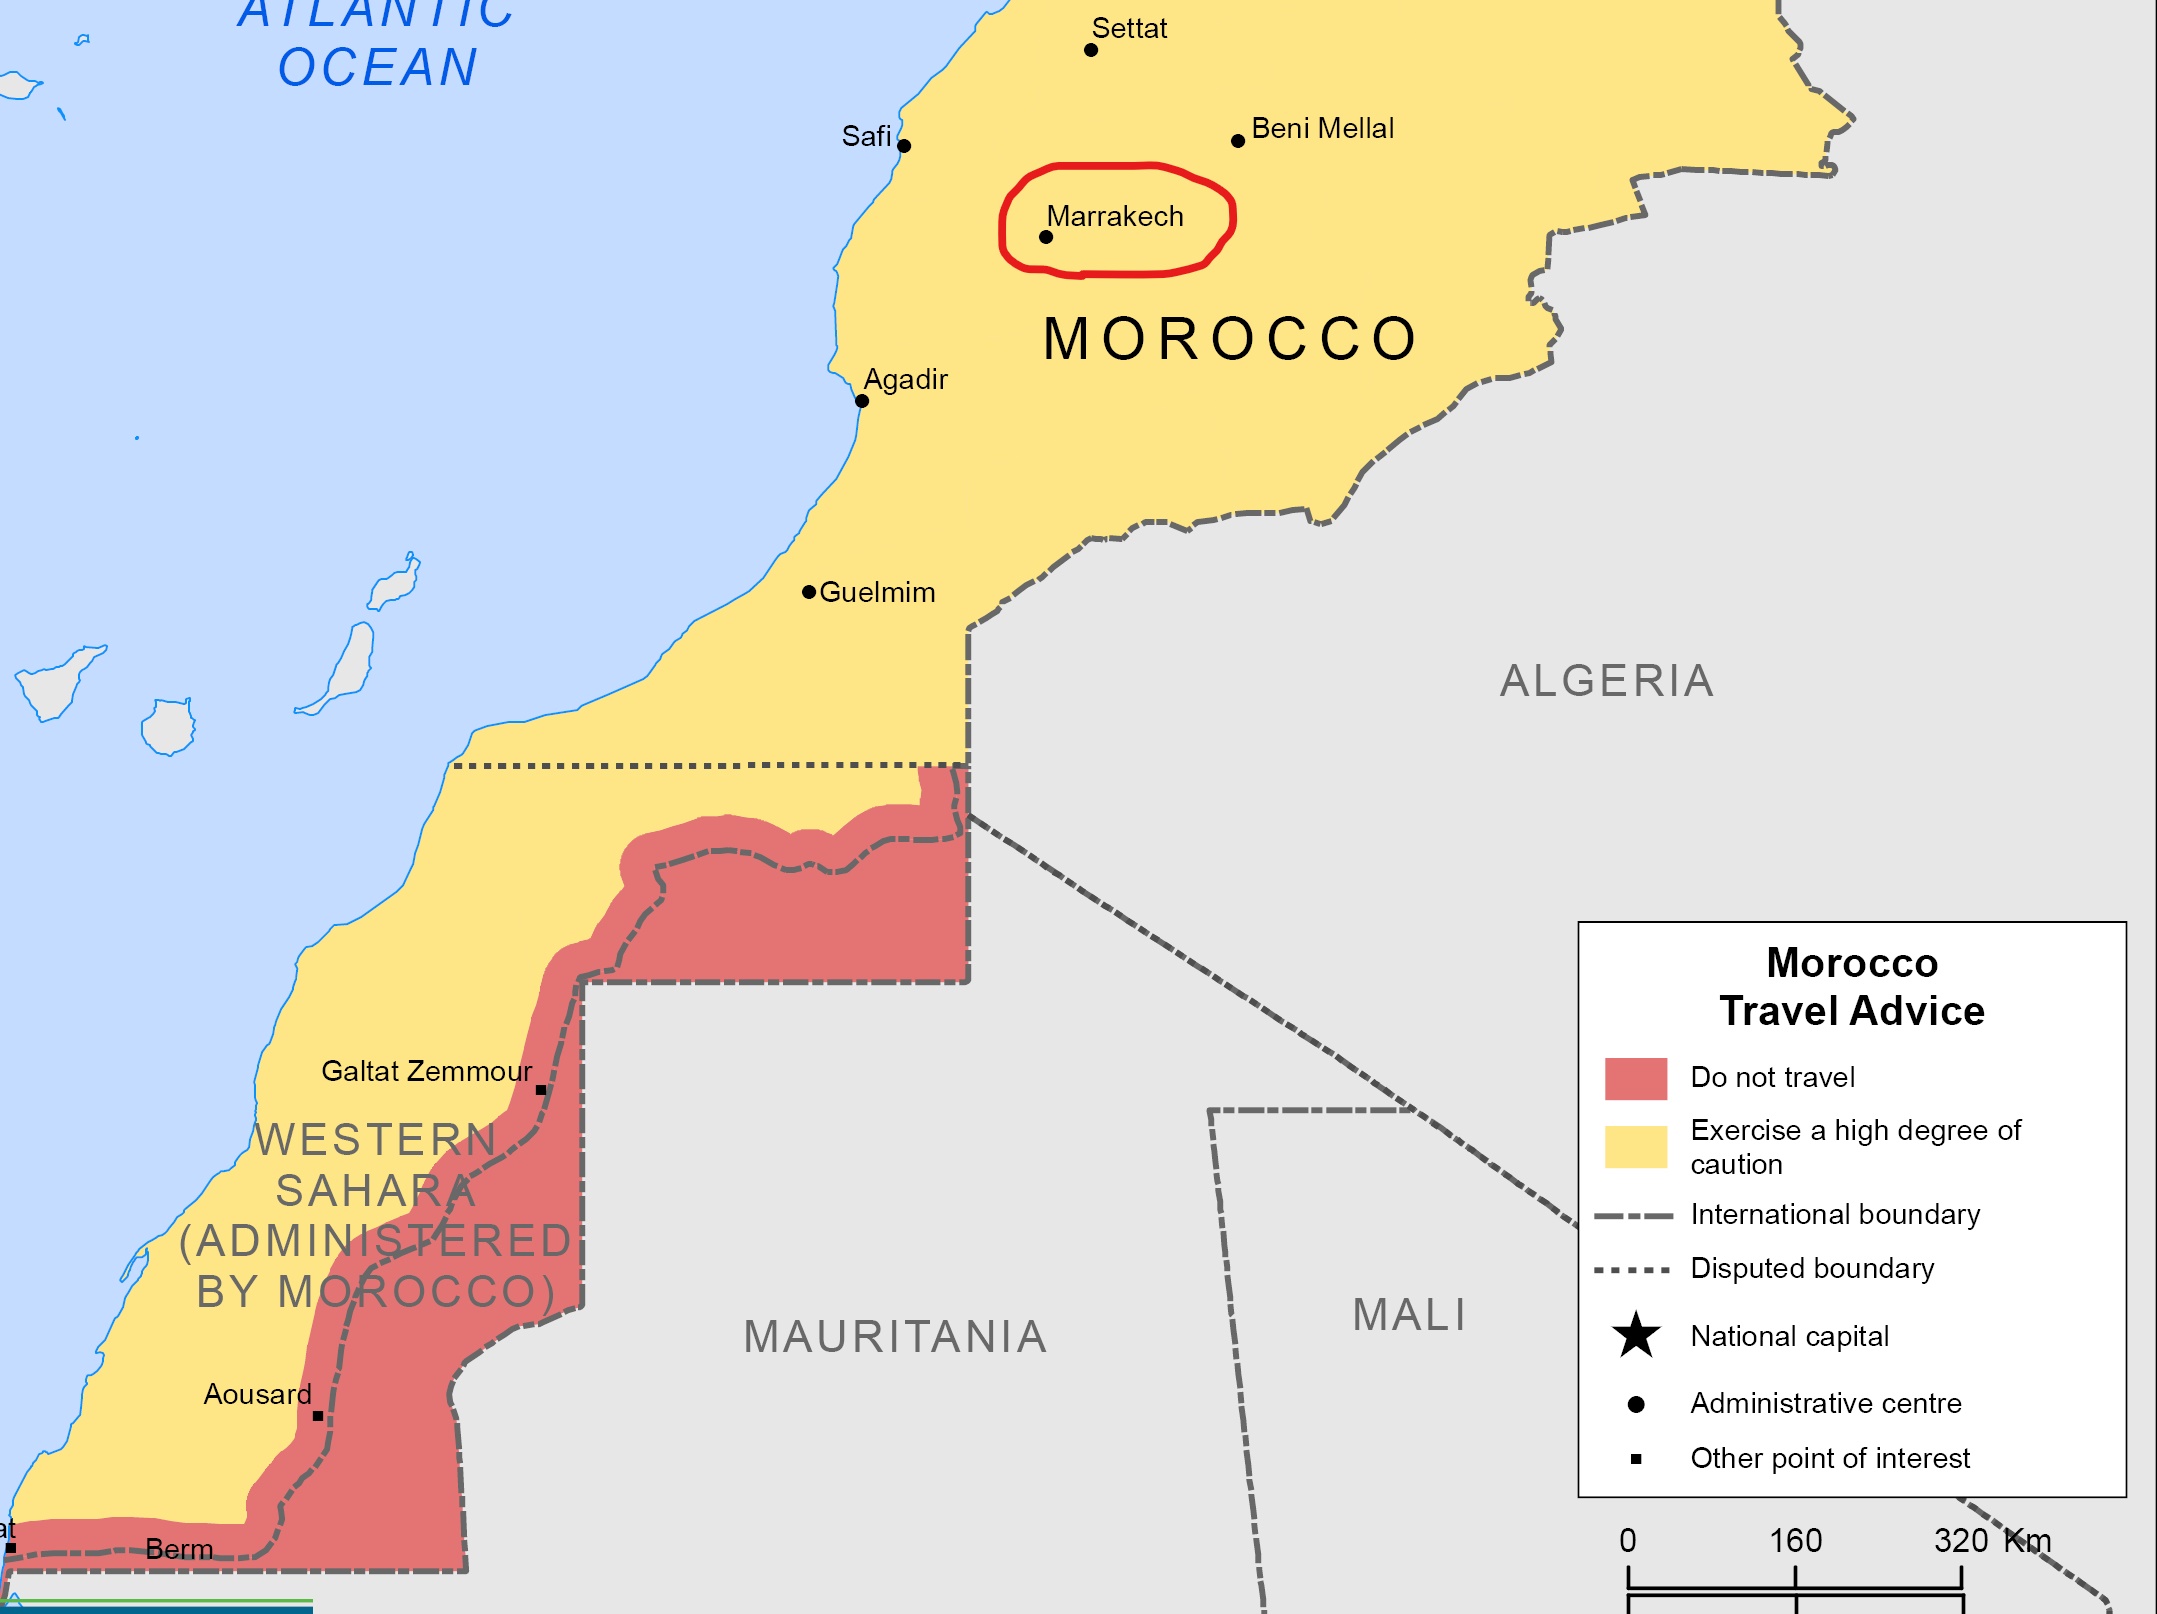 ATLANTIC
OCEAN
Settat
Safi
Beni Mellal
Marrakech
MOROCCO
Agadir
Guelmim
ALGERIA
Galtat Zemmour
WESTERN
SAHARA
(ADMINISTERED
BY MOROCCO)
MAURITANIA
MALI
Aousard
at
Berm
Morocco
Travel Advice
Do not travel
Exercise a high degree of
caution
International boundary
Disputed boundary
National capital
Administrative centre
Other point of interest
0 160 320 Km